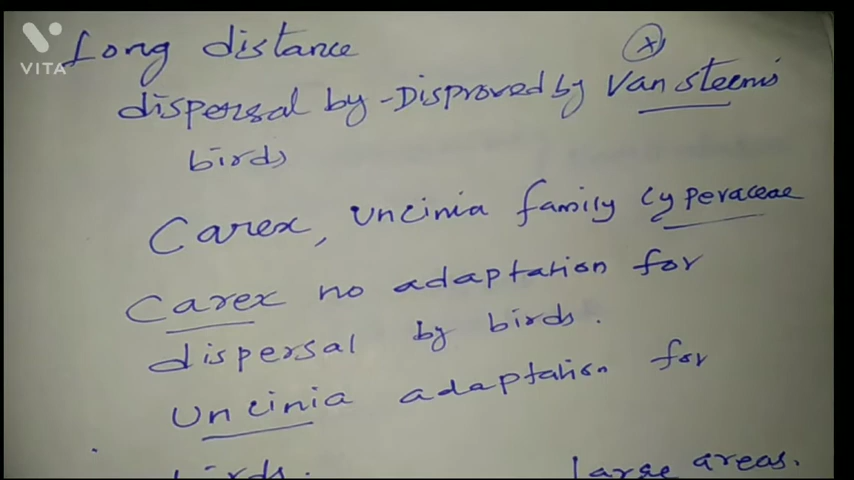 VITA
Long distance
(x)
dispersal by - Disproved by Van steenis
birds
Carex, Uncinia family cyperaceae
Carex no adaptation for
dispersal by birds.
Uncinia adaptation for
birds. large areas.